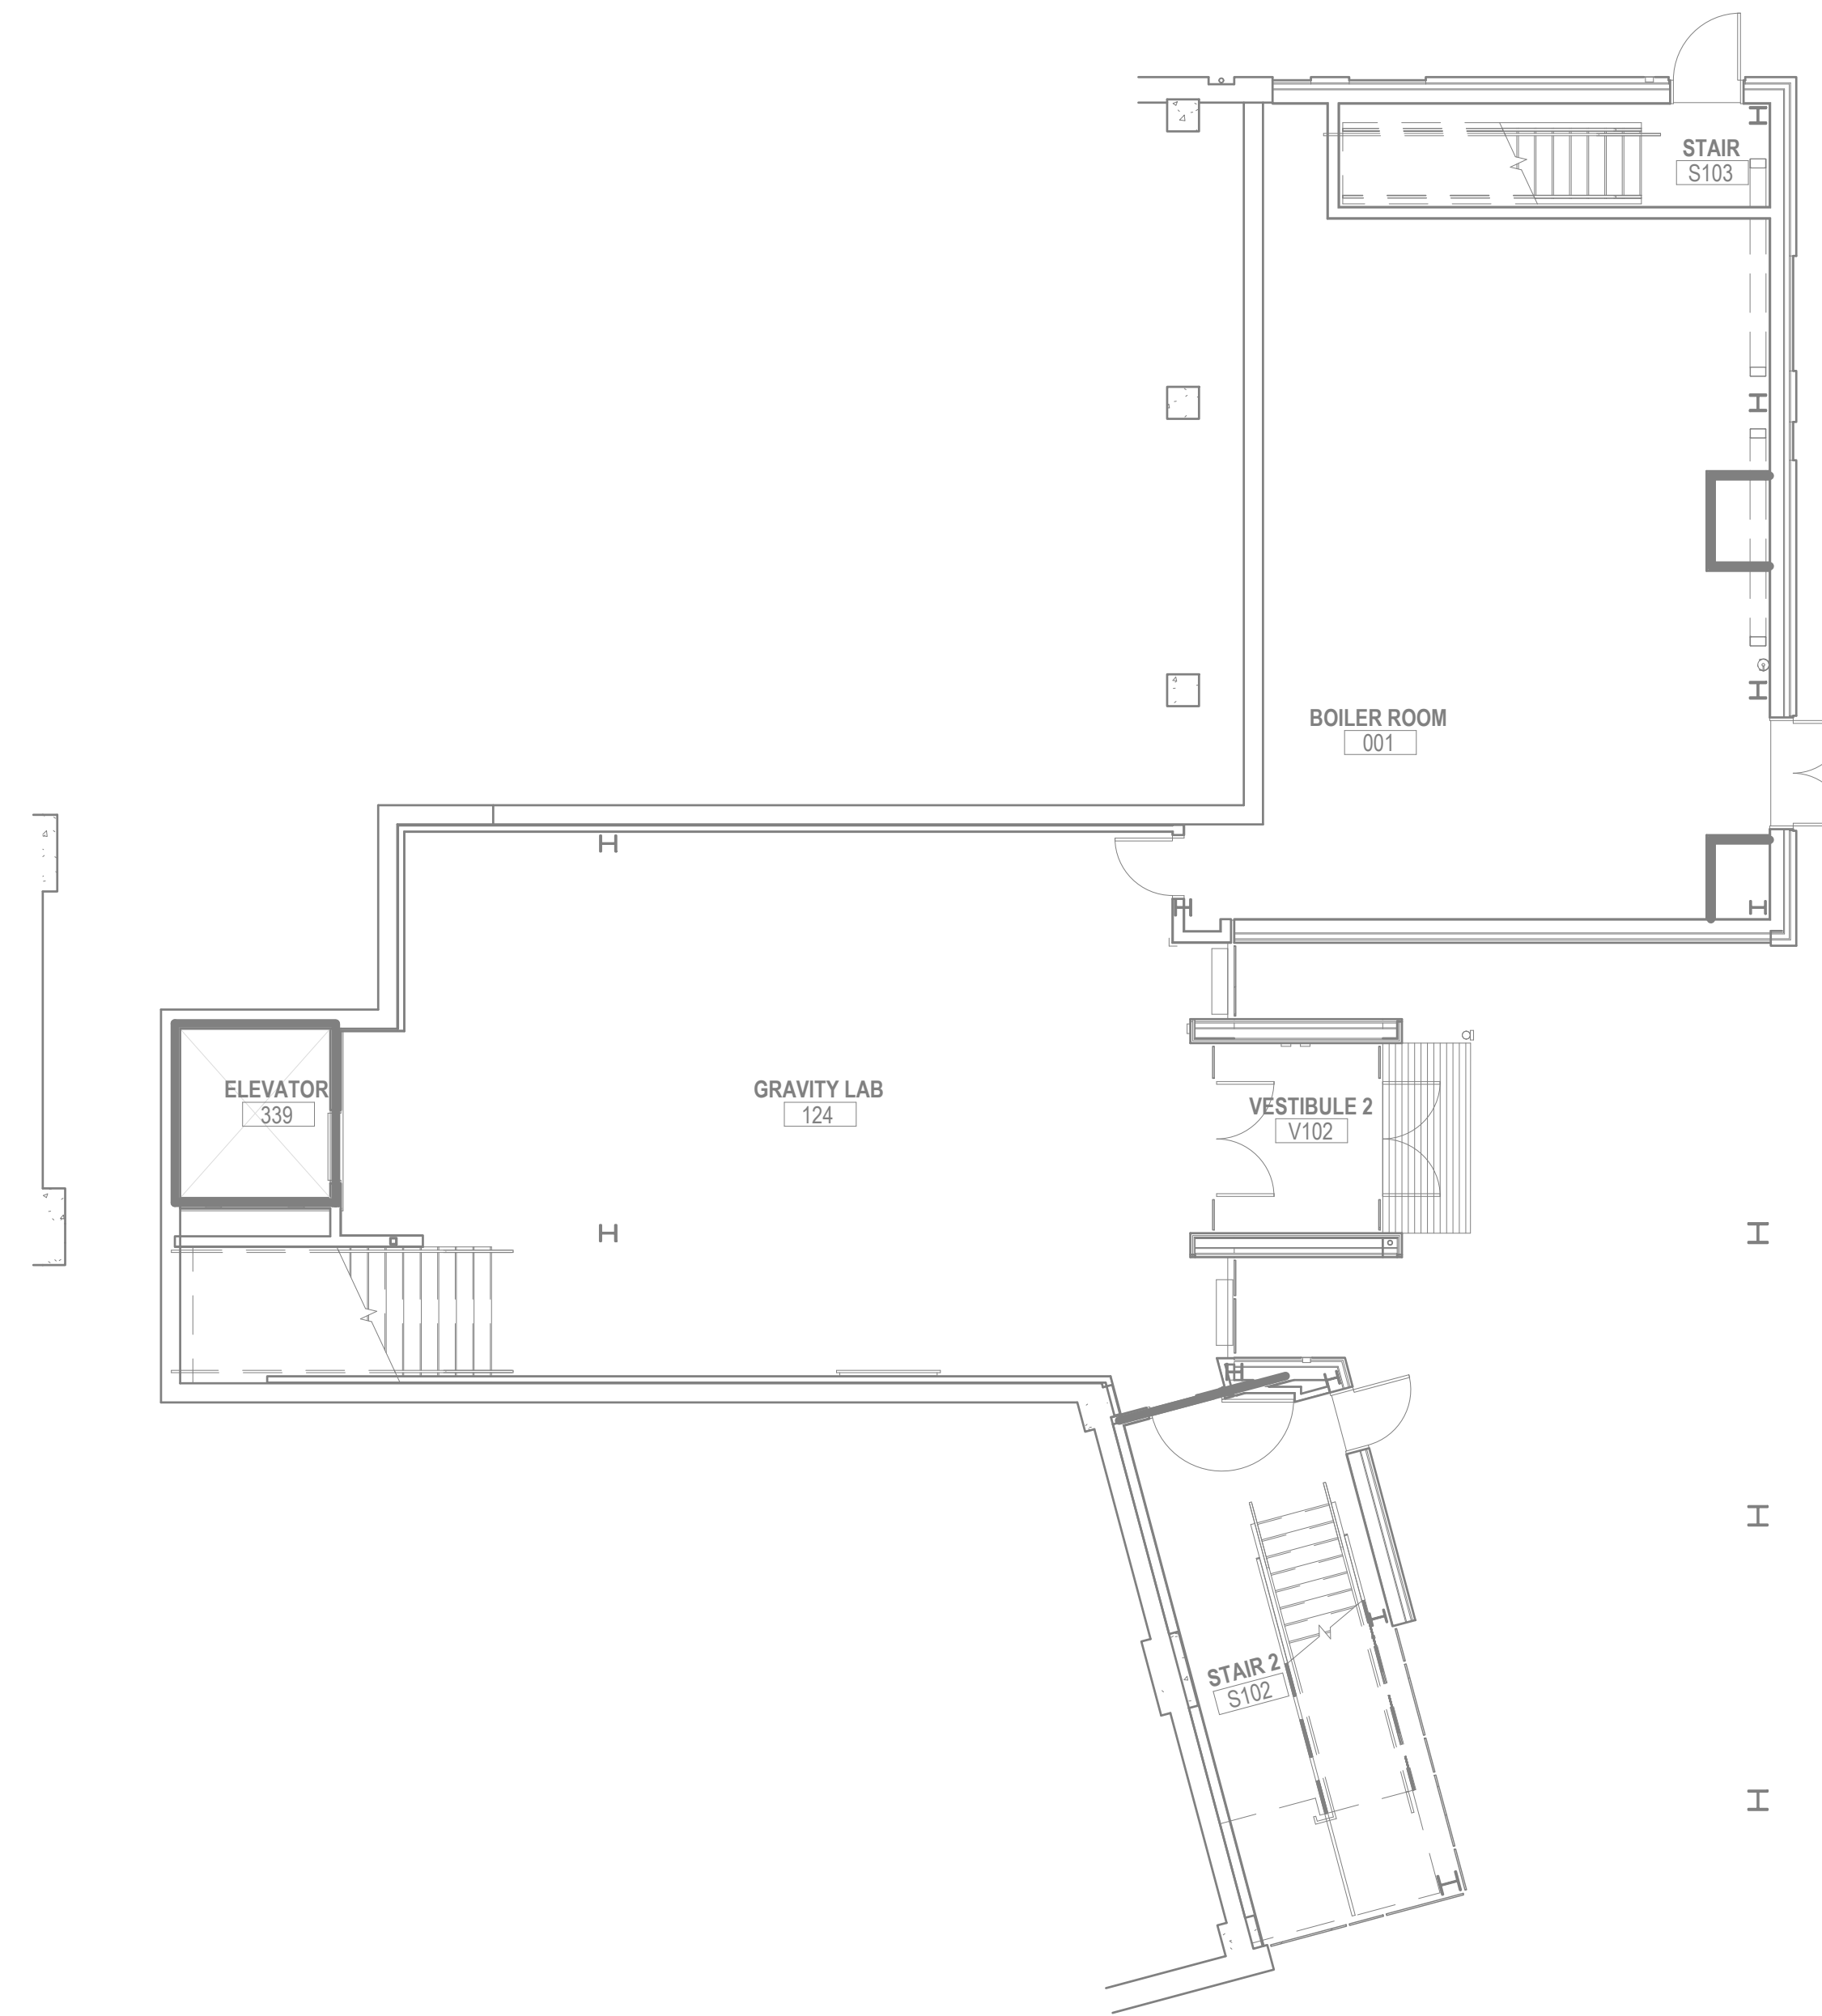 STAIR
S103
BOILER ROOM
001
ELEVATOR
339
GRAVITY LAB
124
VESTIBULE 2
V102
STAIR 2
S102